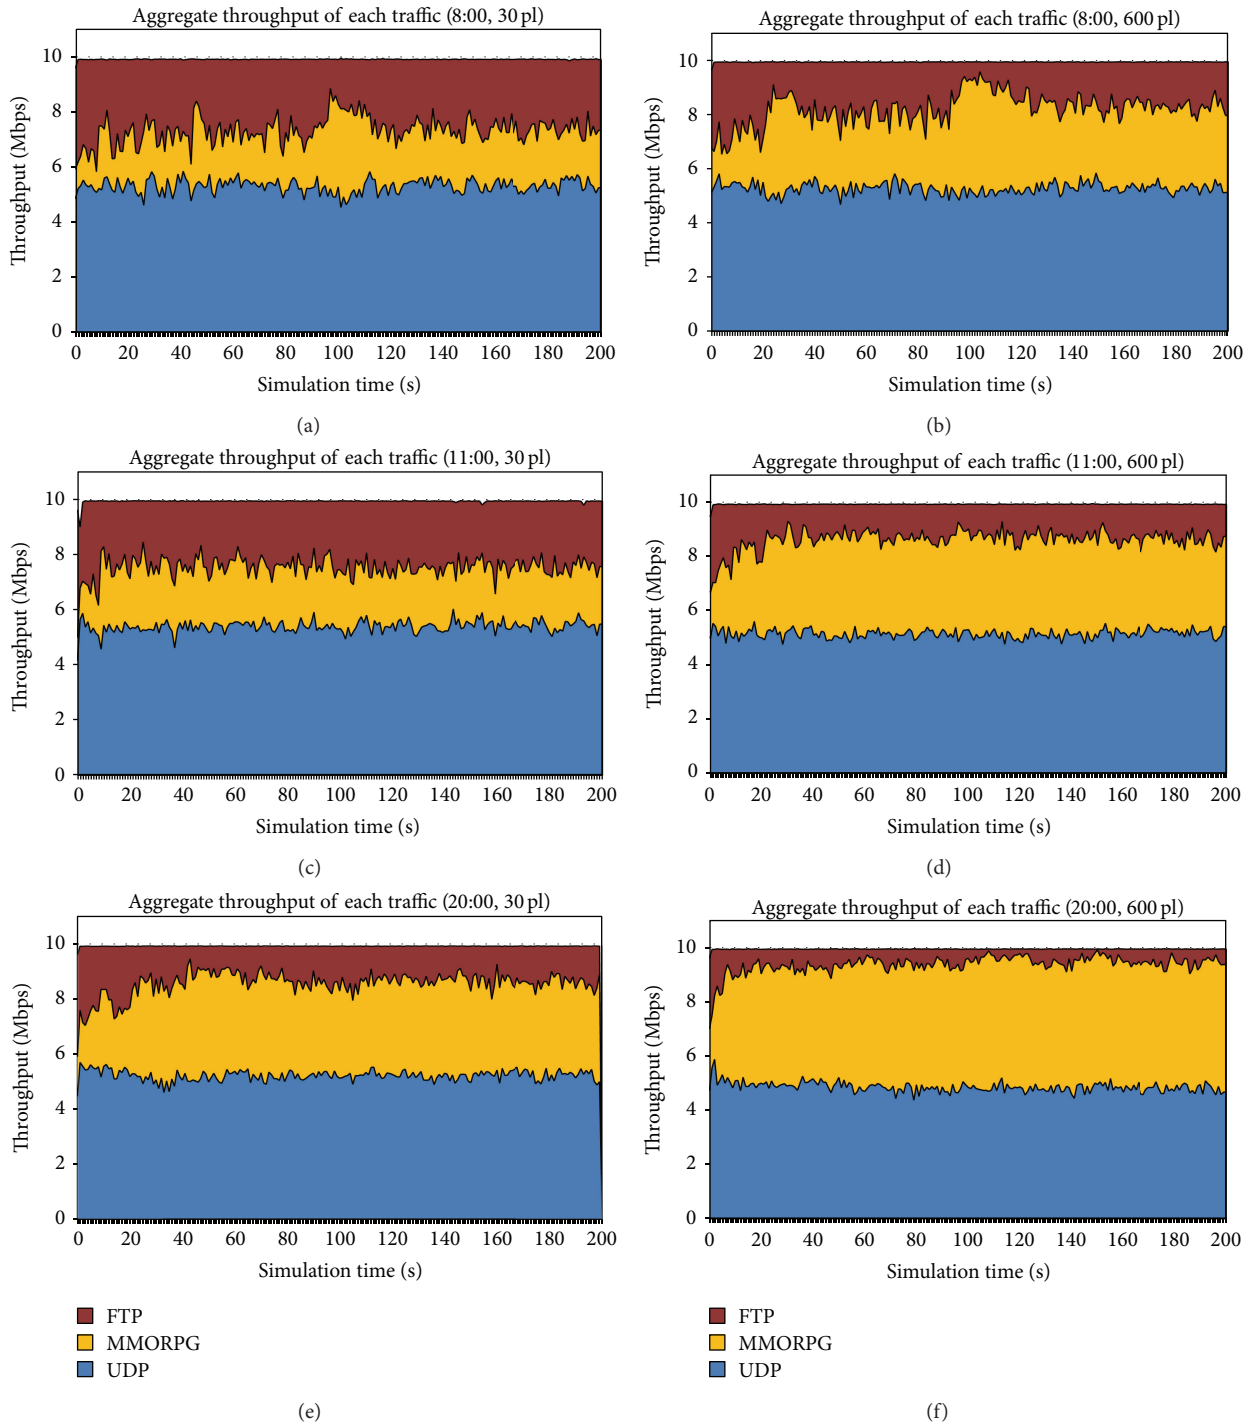 Aggregate throughput of each traffic (8:00, 30 pl)
10
8
6
4
2
0
Throughput (Mbps)
0 20 40 60 80 100 120 140 160 180 200
Simulation time (s)
(a)
Aggregate throughput of each traffic (8:00, 600 pl)
10
8
6
4
2
0
Throughput (Mbps)
0 20 40 60 80 100 120 140 160 180 200
Simulation time (s)
(b)
Aggregate throughput of each traffic (11:00, 30 pl)
10
8
6
4
2
0
Throughput (Mbps)
0 20 40 60 80 100 120 140 160 180 200
Simulation time (s)
(c)
Aggregate throughput of each traffic (11:00, 600 pl)
10
8
6
4
2
0
Throughput (Mbps)
0 20 40 60 80 100 120 140 160 180 200
Simulation time (s)
(d)
Aggregate throughput of each traffic (20:00, 30 pl)
10
8
6
4
2
0
Throughput (Mbps)
0 20 40 60 80 100 120 140 160 180 200
Simulation time (s)
FTP
MMORPG
UDP
(e)
Aggregate throughput of each traffic (20:00, 600 pl)
10
8
6
4
2
0
Throughput (Mbps)
0 20 40 60 80 100 120 140 160 180 200
Simulation time (s)
FTP
MMORPG
UDP
(f)